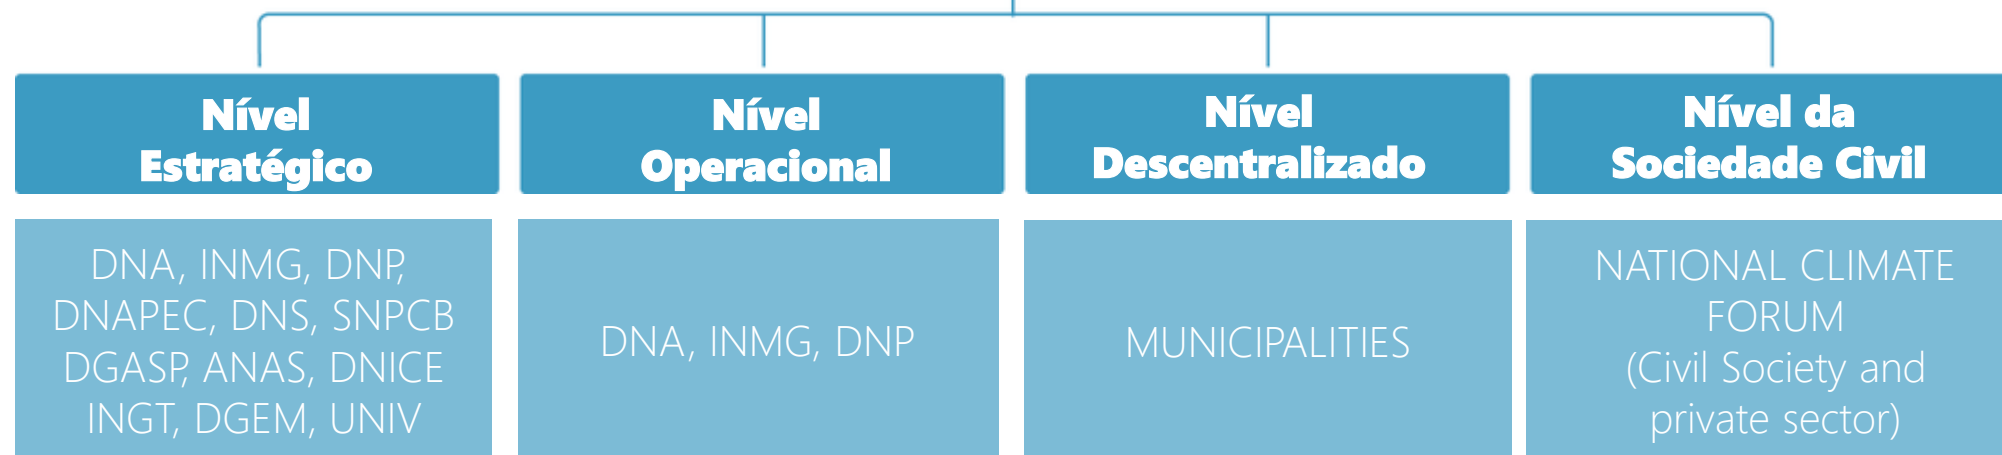 Nível
Estratégico
DNA, INMG, DNP,
DNAPEC, DNS, SNPCB
DGASP, ANAS, DNICE
INGT, DGEM, UNIV
Nível
Operacional
DNA, INMG, DNP
Nível
Descentralizado
MUNICIPALITIES
Nível da
Sociedade Civil
NATIONAL CLIMATE
FORUM
(Civil Society and
private sector)